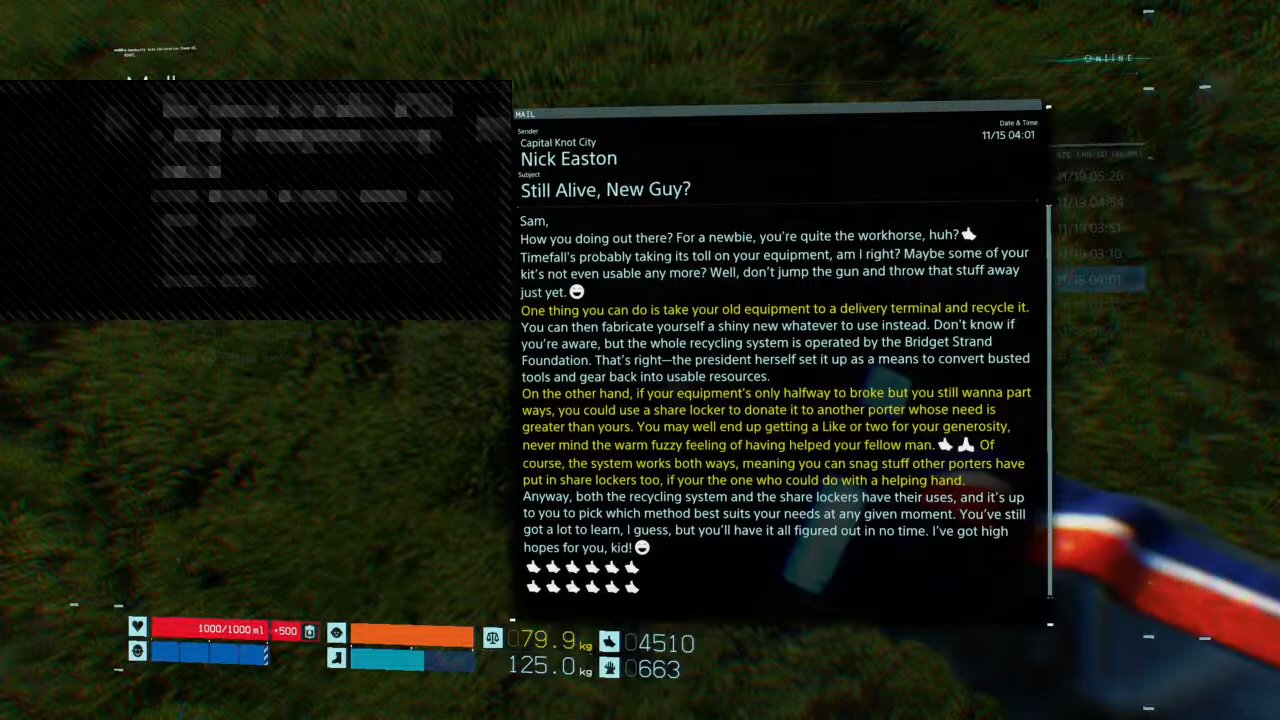 ONLINE
MAIL
Sender
Date & Time
Capital Knot City
11/15 04:01
Nick Easton
Subject
Still Alive, New Guy?
Sam,
How you doing out there? For a newbie, you're quite the workhorse, huh?
Timefall's probably taking its toll on your equipment, am I right? Maybe some of your
kit's not even usable any more? Well, don't jump the gun and throw that stuff away
just yet.
One thing you can do is take your old equipment to a delivery terminal and recycle it.
You can then fabricate yourself a shiny new whatever to use instead. Don't know if
you're aware, but the whole recycling system is operated by the Bridget Strand
Foundation. That's right—the president herself set it up as a means to convert busted
tools and gear back into usable resources.
On the other hand, if your equipment's only halfway to broke but you still wanna part
ways, you could use a share locker to donate it to another porter whose need is
greater than yours. You may well end up getting a Like or two for your generosity,
never mind the warm fuzzy feeling of having helped your fellow man. Of
course, the system works both ways, meaning you can snag stuff other porters have
put in share lockers too, if your the one who could do with a helping hand.
Anyway, both the recycling system and the share lockers have their uses, and it's up
to you to pick which method best suits your needs at any given moment. You've still
got a lot to learn, I guess, but you'll have it all figured out in no time. I've got high
hopes for you, kid!
11/19 05:26
11/19 04:54
11/19 03:51
11/19 03:10
11/15 04:01
1000/1000 ml +500
079.9 kg 04510
125.0 kg 00663